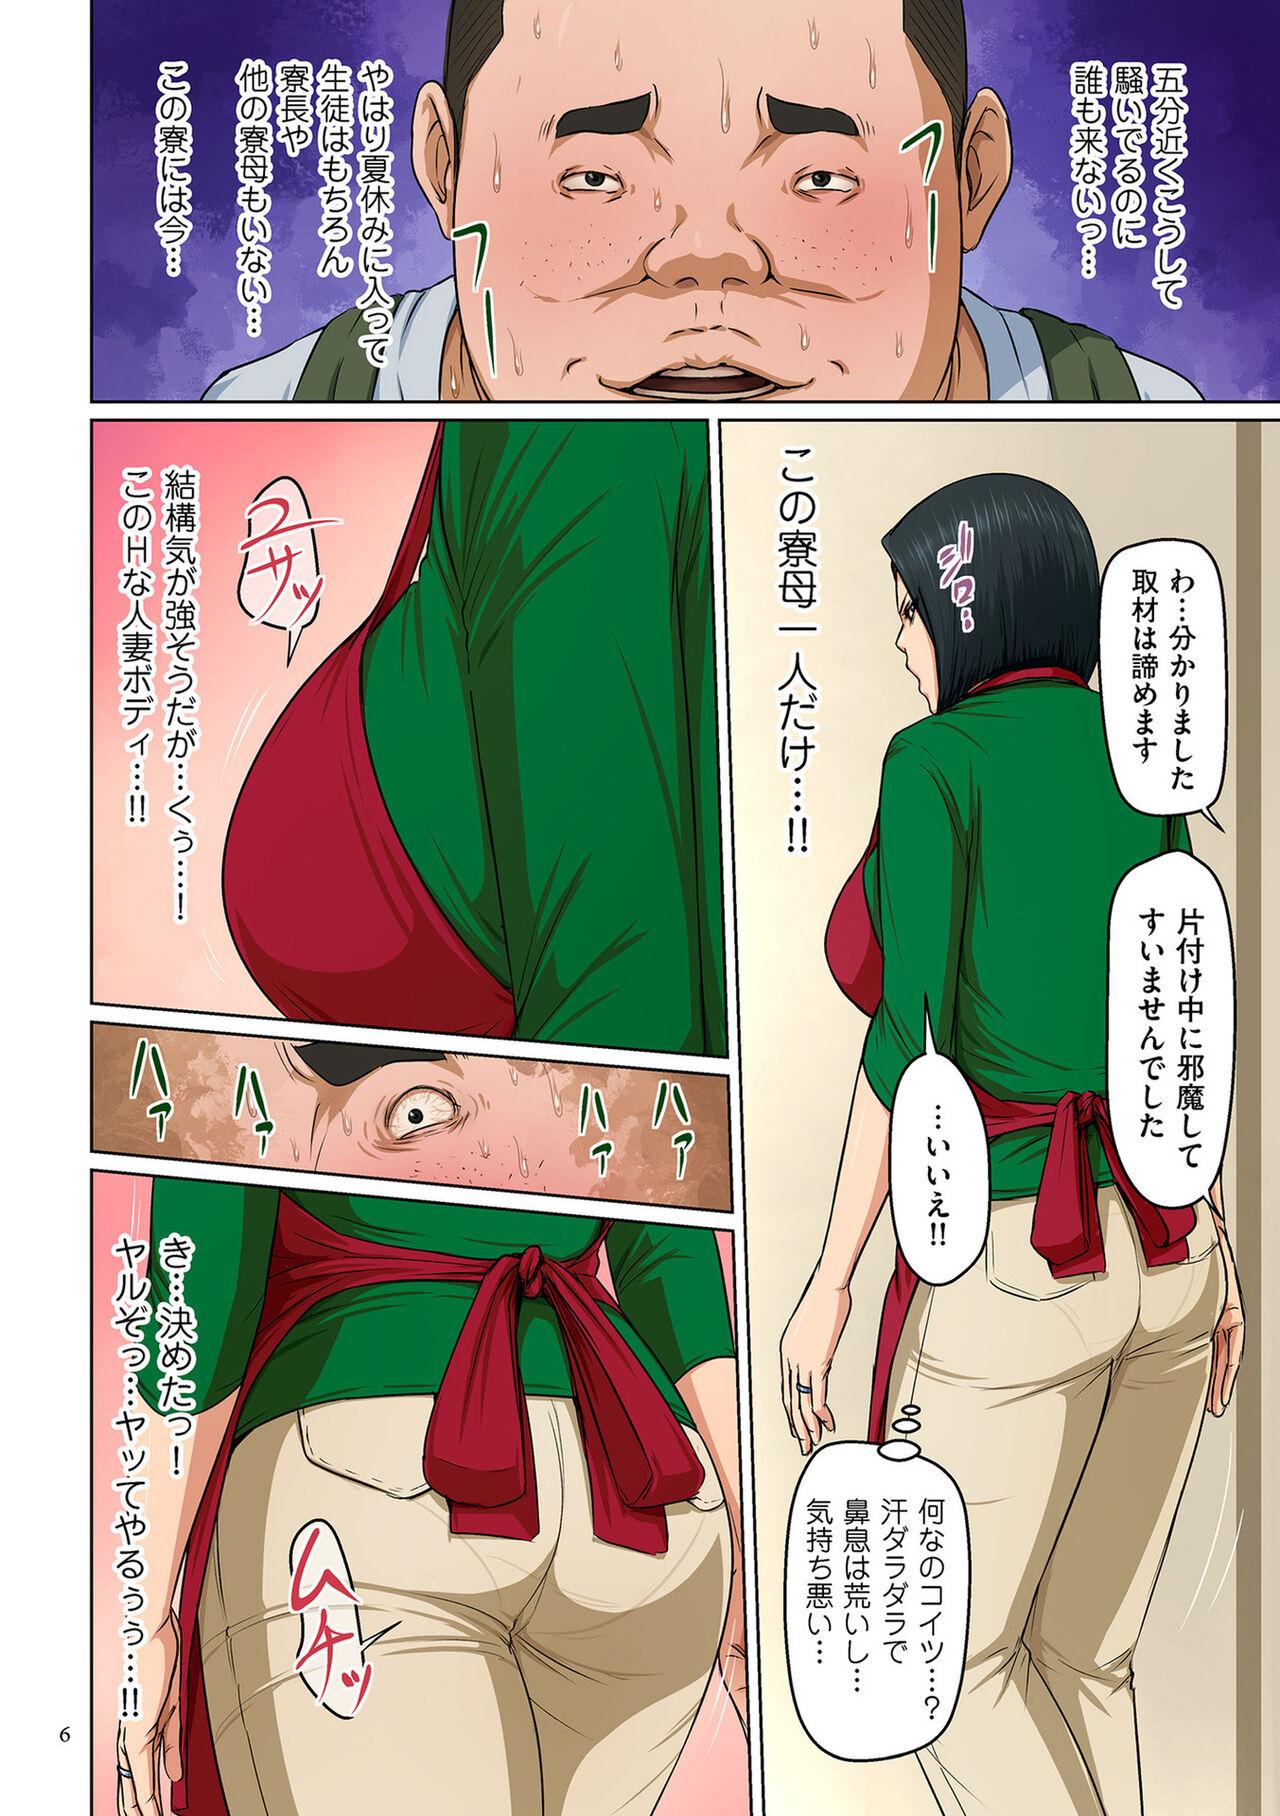 五分近くこうして
騒いでるのに
誰も来ないっ…
やはり夏休みに入って
生徒はもちろん
寮長や
他の寮母もいない…
この寮には今…
フー
フー
わ…分かりました
取材は諦めます
片付け中に邪魔して
すいませんでした
ジロ…
この寮母一人だけ…!!
…いいえ!!
何なのコイツ…?
汗ダラダラで
鼻息は荒いし…
気持ち悪い…
ユサッ
結構気が強そうだが…くぅ…!
このHな人妻ボディ…!!
ハァ
ハァ
ハァ
ハァ
き…決めたっ!
ヤルぞっ…ヤッてやるぅぅ…!!
ムチッ
6